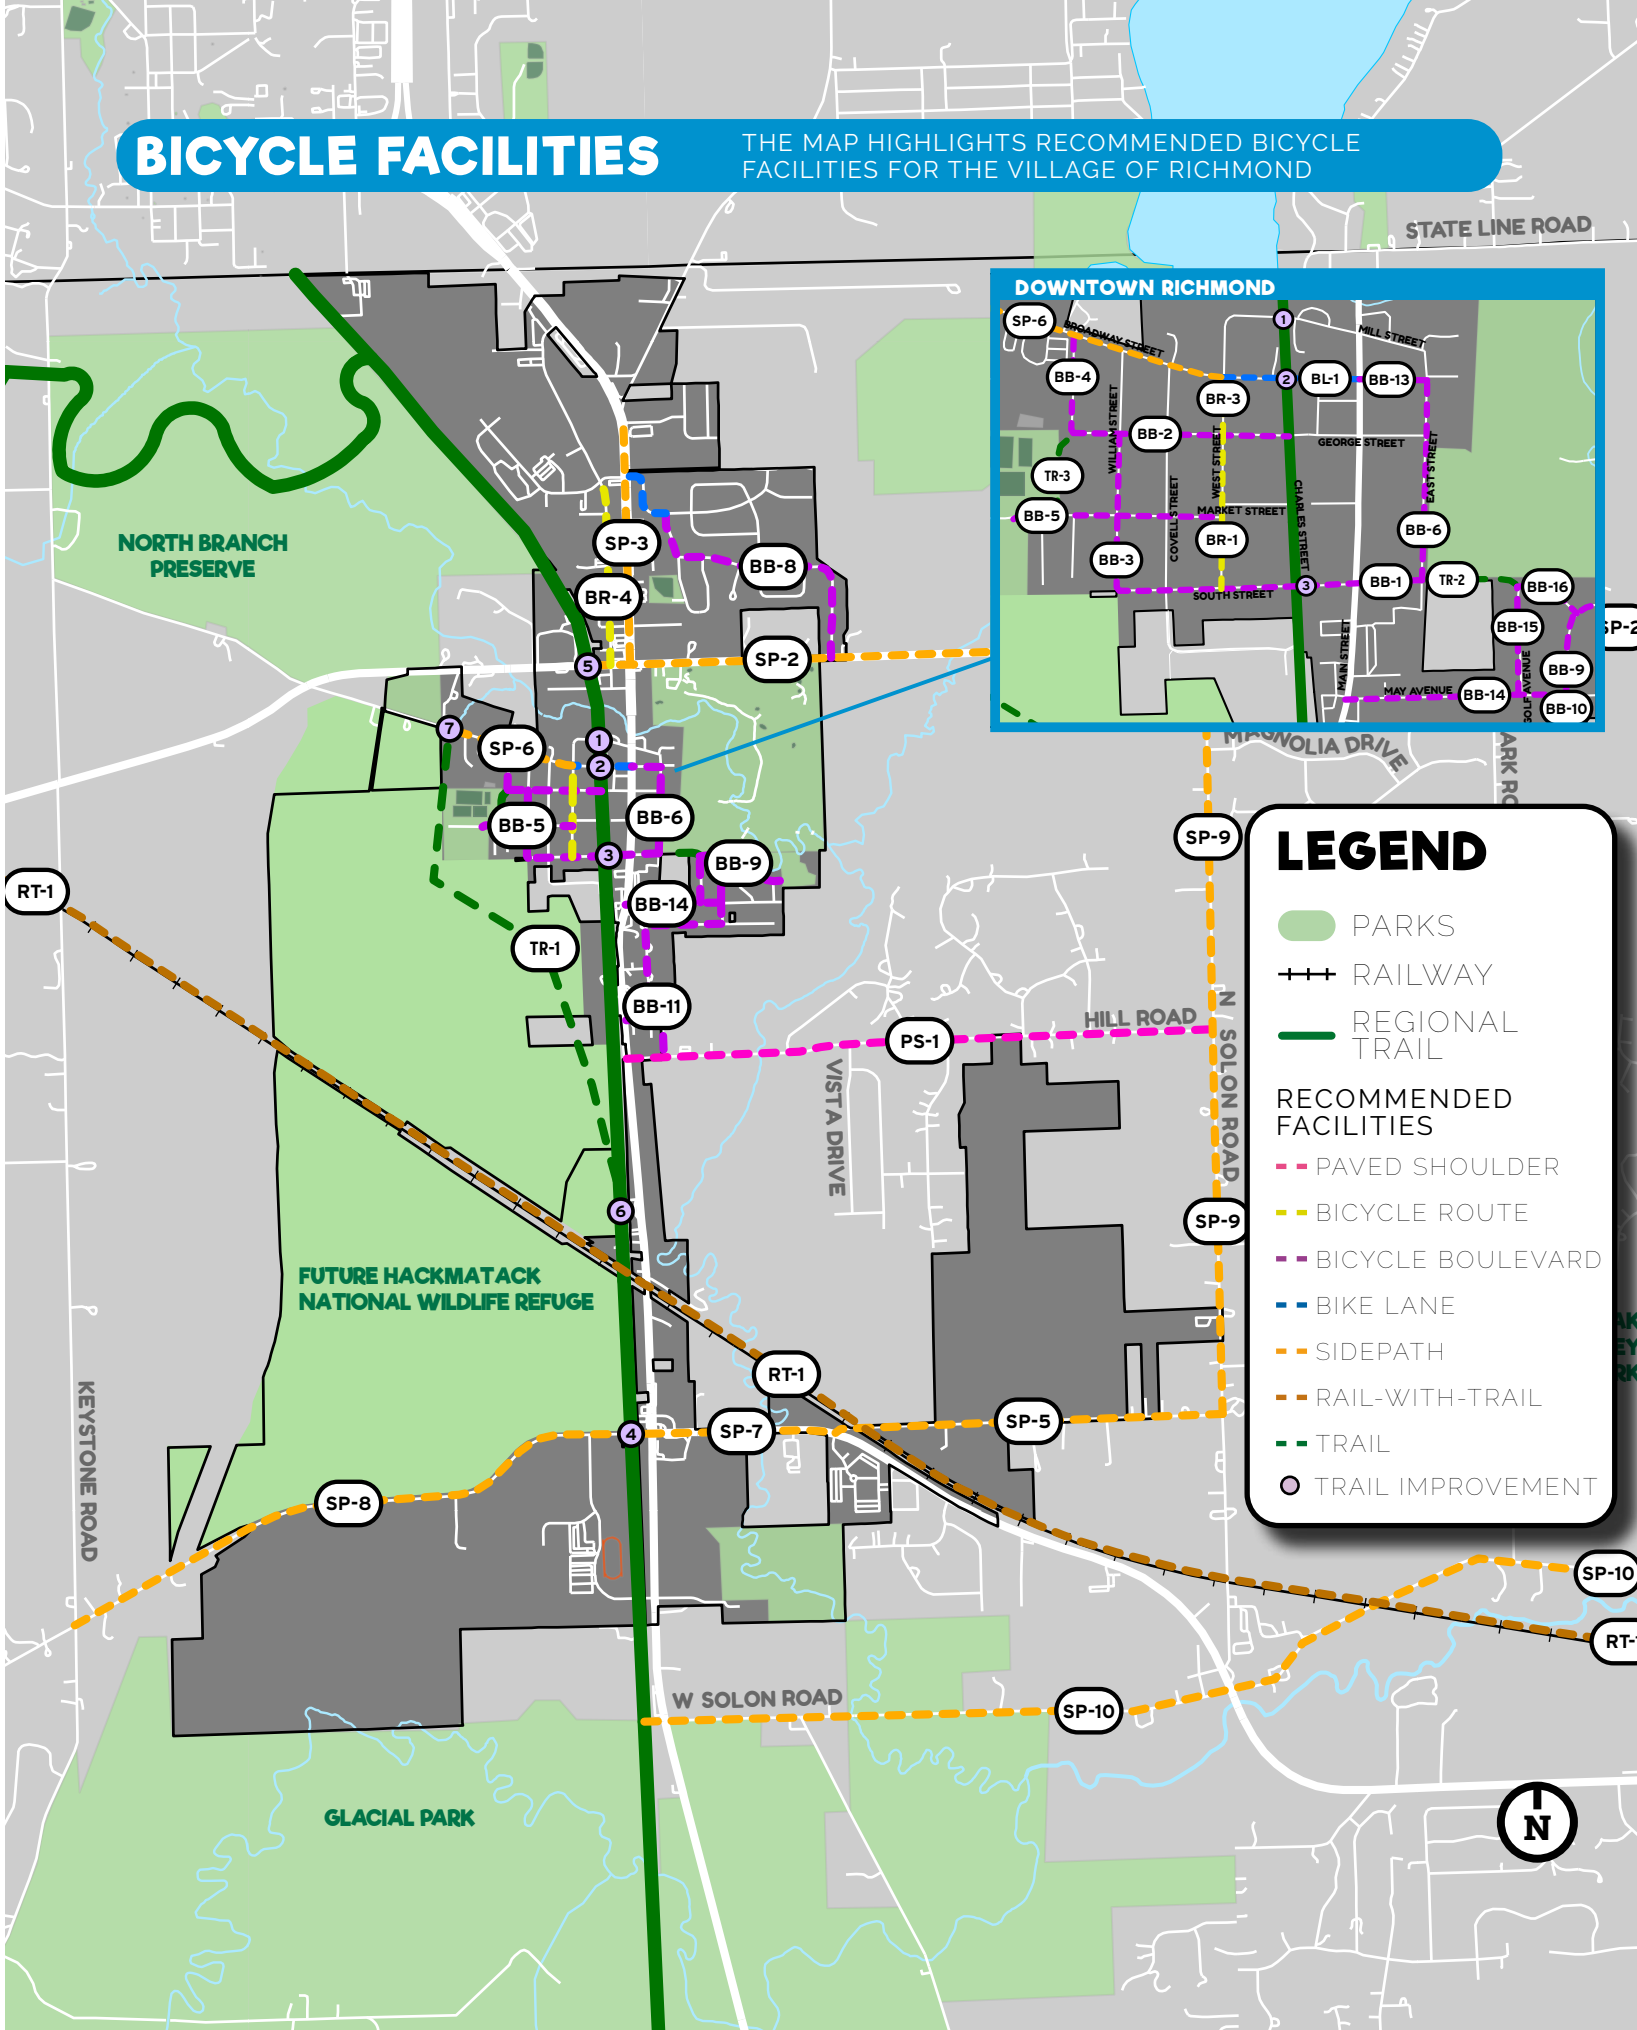 BICYCLE FACILITIES
THE MAP HIGHLIGHTS RECOMMENDED BICYCLE
FACILITIES FOR THE VILLAGE OF RICHMOND
STATE LINE ROAD
DOWNTOWN RICHMOND
SP-6
BROADWAY STREET
1
MILL STREET
BB-4
2
BL-1
BB-13
BR-3
WILLIAM STREET
BB-2
WEST STREET
GEORGE STREET
EAST STREET
TR-3
COVELL STREET
CHARLES STREET
BB-5
MARKET STREET
BB-6
BR-1
BB-3
3
BB-1
TR-2
BB-16
SOUTH STREET
BB-15
SP-2
MAIN STREET
GOLF AVENUE
BB-9
MAY AVENUE
BB-14
BB-10
MAGNOLIA DRIVE
NORTH BRANCH
PRESERVE
SP-3
BB-8
BR-4
5
SP-2
7
SP-6
1
2
BB-5
BB-6
3
BB-9
BB-14
RT-1
TR-1
BB-11
SP-9
HILL ROAD
PS-1
N SOLON ROAD
VISTA DRIVE
6
SP-9
FUTURE HACKMATACK
NATIONAL WILDLIFE REFUGE
KEYSTONE ROAD
RT-1
4
SP-7
SP-5
SP-8
SP-10
RT-1
W SOLON ROAD
SP-10
GLACIAL PARK
N
LEGEND
PARKS
RAILWAY
REGIONAL
TRAIL
RECOMMENDED
FACILITIES
PAVED SHOULDER
BICYCLE ROUTE
BICYCLE BOULEVARD
BIKE LANE
SIDEPATH
RAIL-WITH-TRAIL
TRAIL
TRAIL IMPROVEMENT